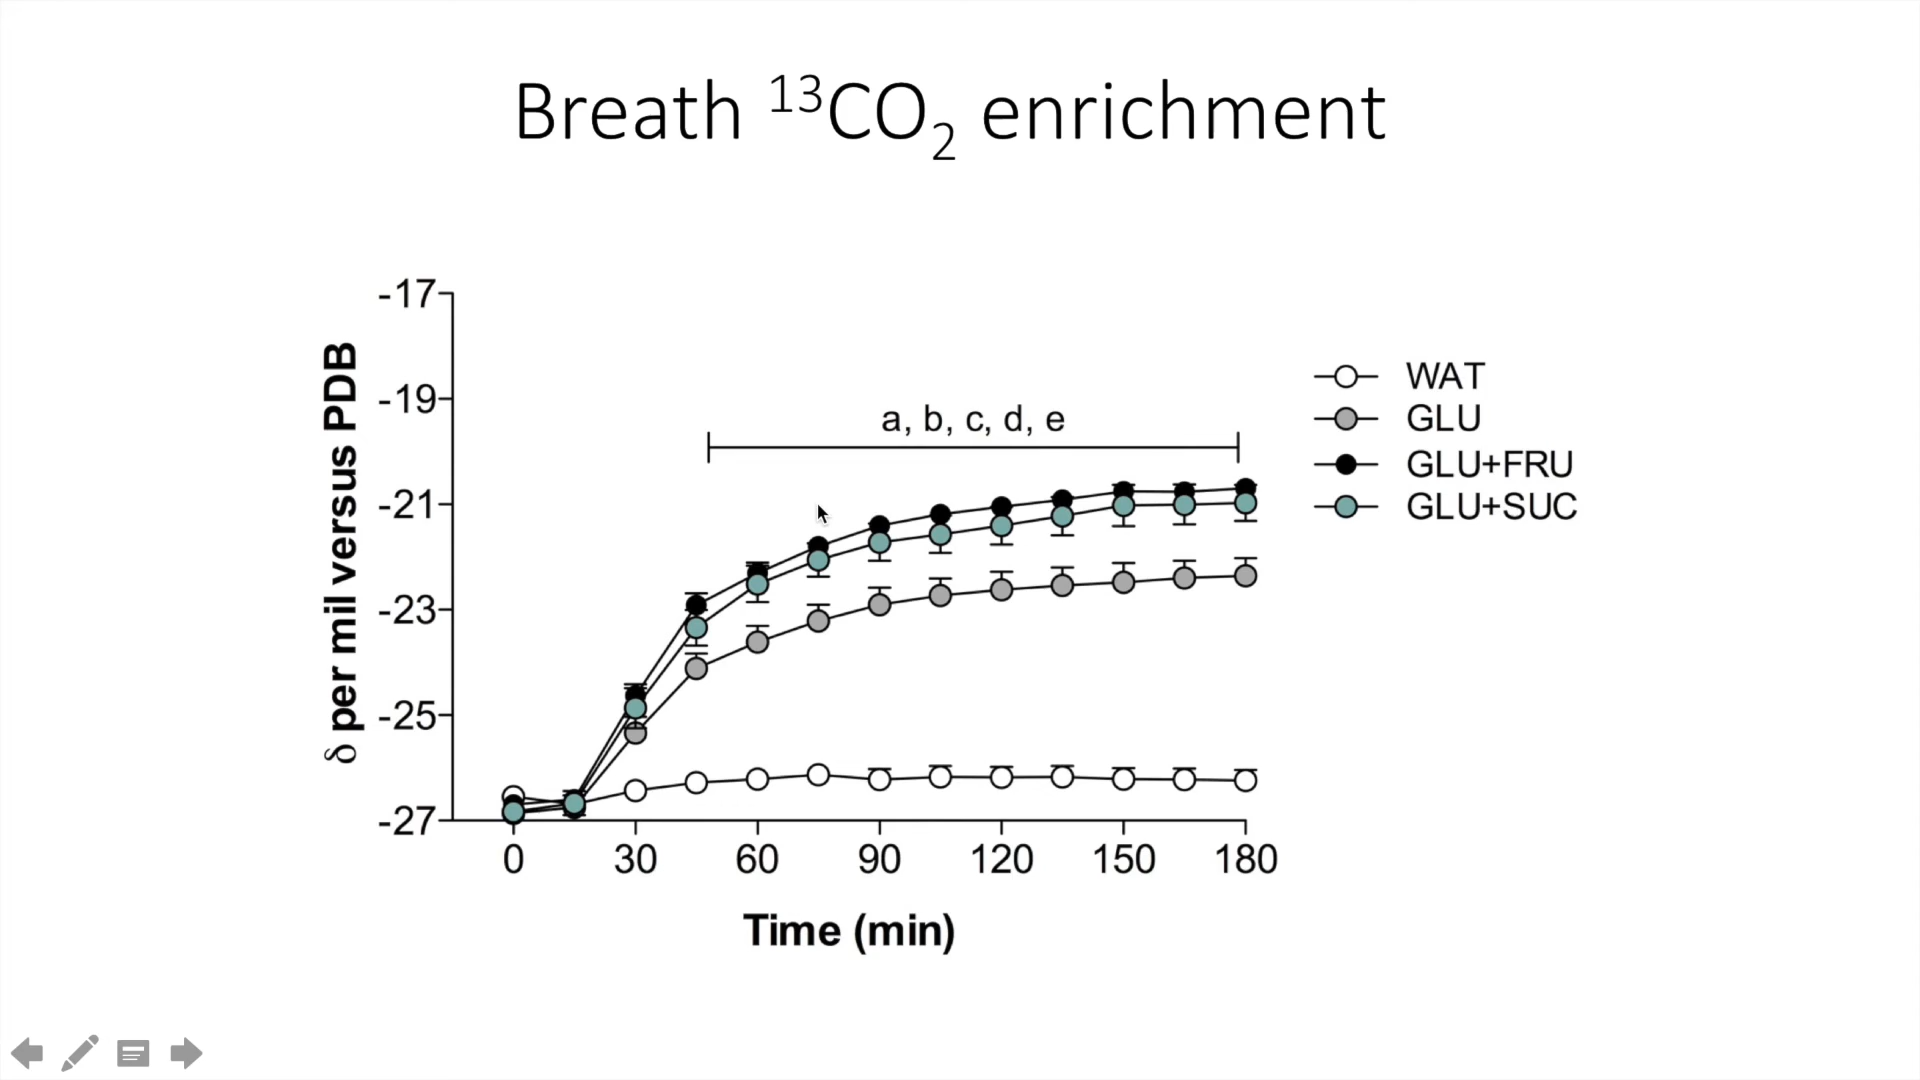 Breath ¹³CO₂ enrichment
δ per mil versus PDB
-17
-19
-21
-23
-25
-27
a, b, c, d, e
WAT
GLU
GLU+FRU
GLU+SUC
0 30 60 90 120 150 180
Time (min)